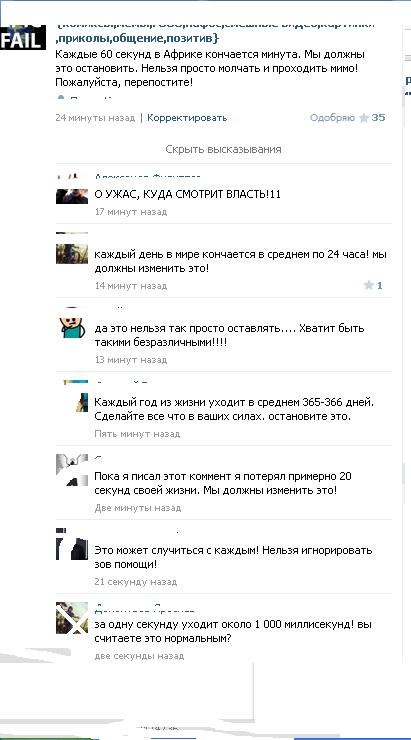 FAIL
,приколы,общение,позитив}
Каждые 60 секунд в Африке кончается минута. Мы должны
это остановить. Нельзя просто молчать и проходить мимо!
Пожалуйста, перепостите!
24 минуты назад | Корректировать
Одобряю 35
Скрыть высказывания
О УЖАС, КУДА СМОТРИТ ВЛАСТЬ!11
17 минут назад
каждый день в мире кончается в среднем по 24 часа! мы
должны изменить это!
14 минут назад
1
да это нельзя так просто оставлять.... Хватит быть
такими безразличными!!!!
13 минут назад
Каждый год из жизни уходит в среднем 365-366 дней.
Сделайте все что в ваших силах. остановите это.
Пять минут назад
Пока я писал этот коммент я потерял примерно 20
секунд своей жизни. Мы должны изменить это!
Две минуты назад
Это может случиться с каждым! Нельзя игнорировать
зов помощи!
21 секунду назад
за одну секунду уходит около 1 000 миллисекунд! вы
считаете это нормальным?
две секунды назад